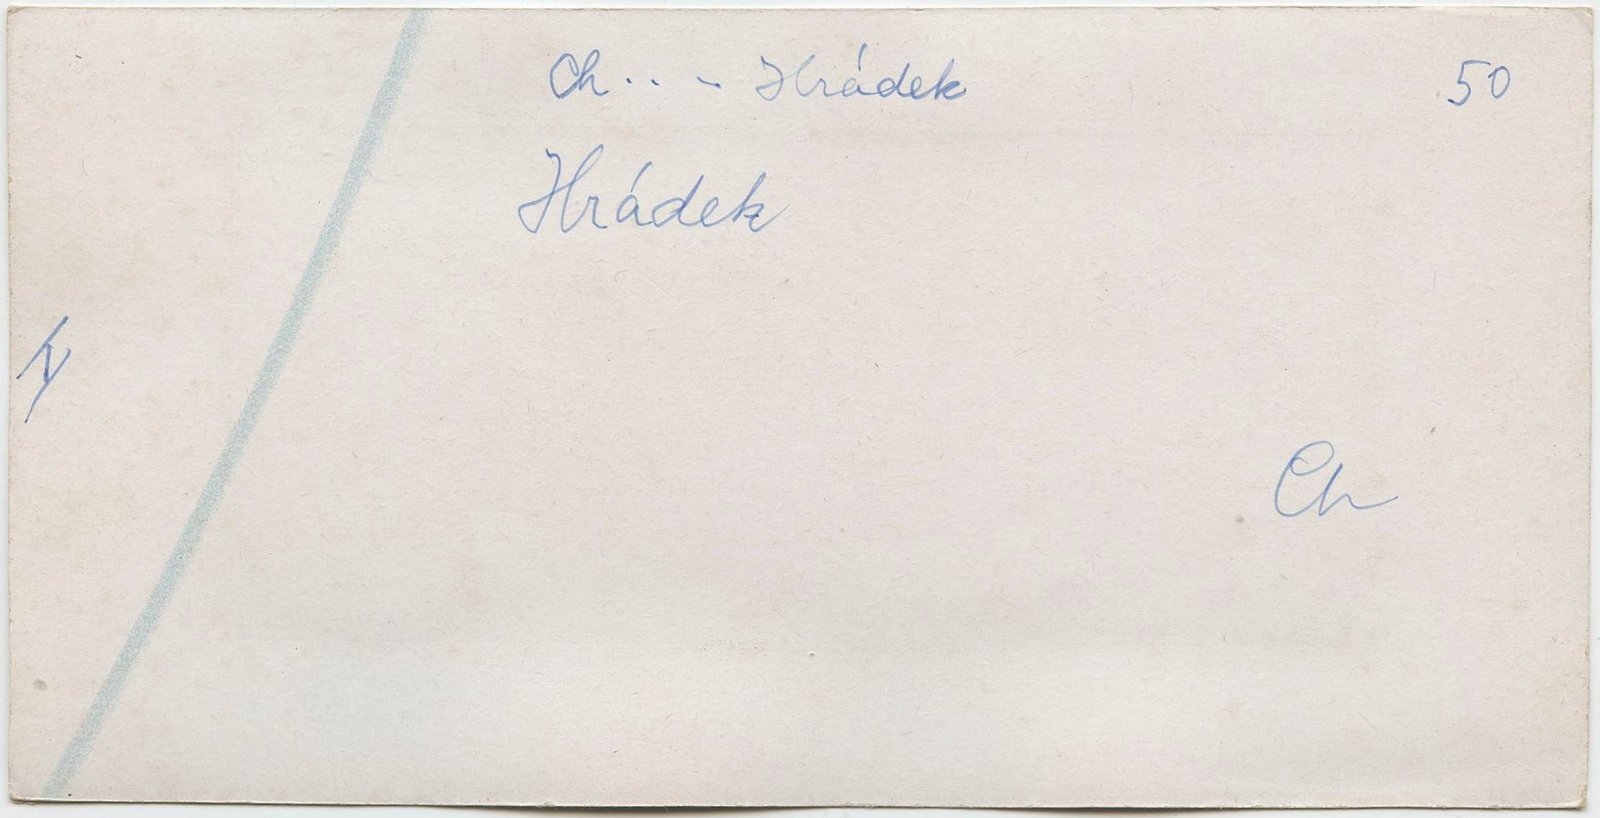 Ch .. - Hrádek 50
Hrádek
Ch